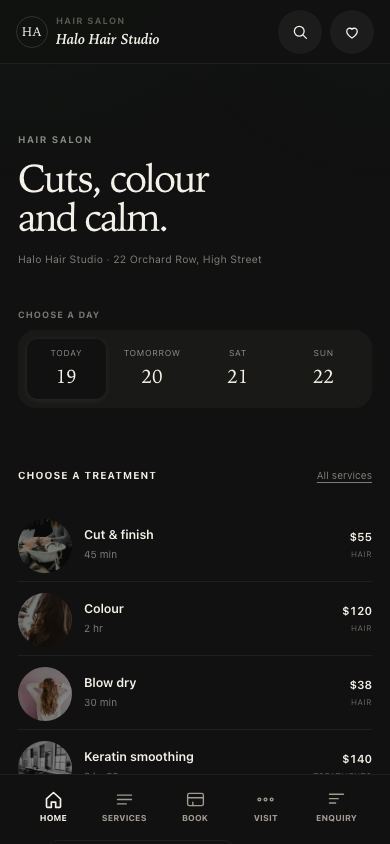 HA
HAIR SALON
Halo Hair Studio
HAIR SALON
Cuts, colour
and calm.
Halo Hair Studio · 22 Orchard Row, High Street
CHOOSE A DAY
TODAY TOMORROW SAT SUN
19 20 21 22
CHOOSE A TREATMENT All services
Cut & finish $55
45 min HAIR
Colour $120
2 hr HAIR
Blow dry $38
30 min HAIR
Keratin smoothing $140
HOME SERVICES BOOK VISIT ENQUIRY